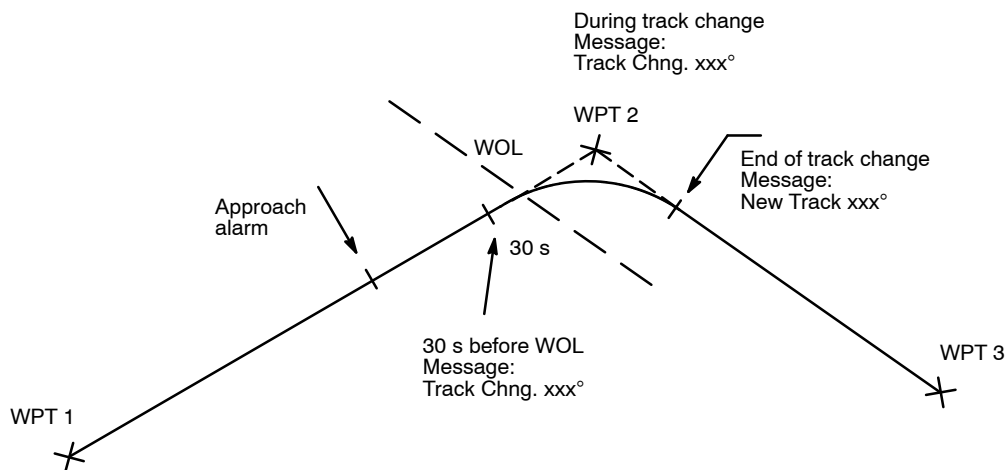 During track change
Message:
Track Chng. xxx°
WPT 2
WOL
End of track change
Message:
New Track xxx°
Approach
alarm
30 s
30 s before WOL
Message:
Track Chng. xxx°
WPT 3
WPT 1